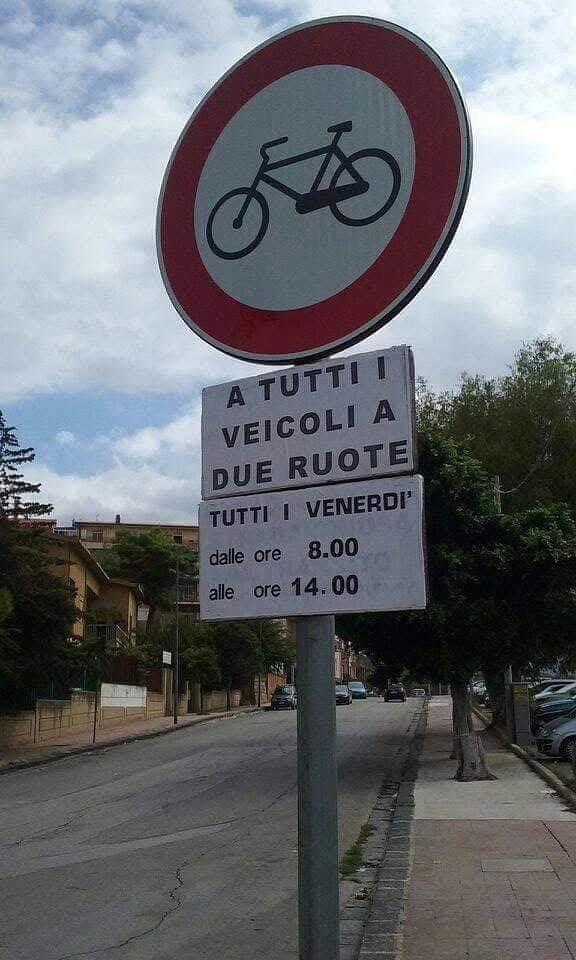 A TUTTI I
VEICOLI A
DUE RUOTE
TUTTI I VENERDI'
dalle ore 8.00
alle ore 14.00